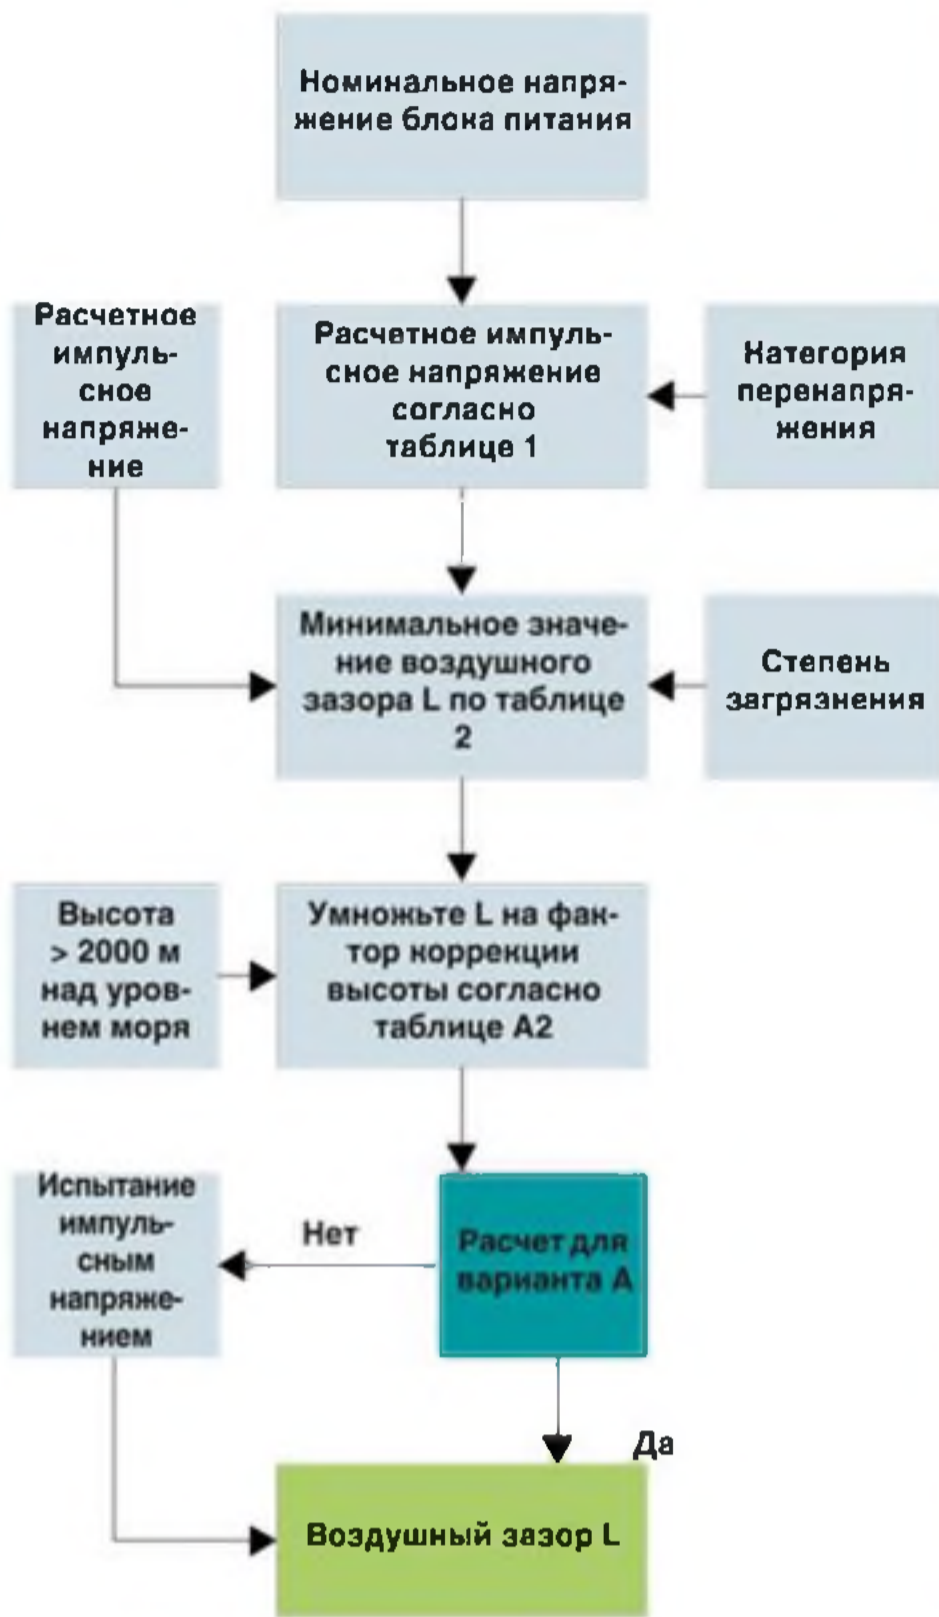 Номинальное напря-
жение блока питания
Расчетное
импуль-
сное
напряже-
ние
Расчетное импуль-
сное напряжение
согласно
таблице 1
Категория
перенапря-
жения
Минимальное значе-
ние воздушного
зазора L по таблице
2
Степень
загрязнения
Высота
> 2000 м
над уров-
нем моря
Умножьте L на фак-
тор коррекции
высоты согласно
таблице А2
Испытание
импуль-
сным
напряже-
нием
Нет
Расчет для
варианта А
Да
Воздушный зазор L